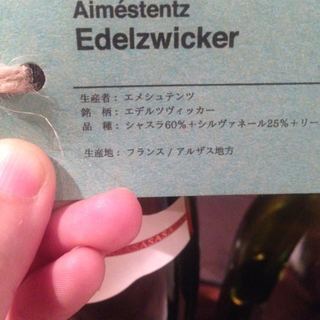 Aiméstentz
Edelzwicker
生産者： エメシュテンツ
銘　柄： エデルツヴィッカー
品　種： シャスラ60%＋シルヴァネール25%＋リー
生産地： フランス / アルザス地方